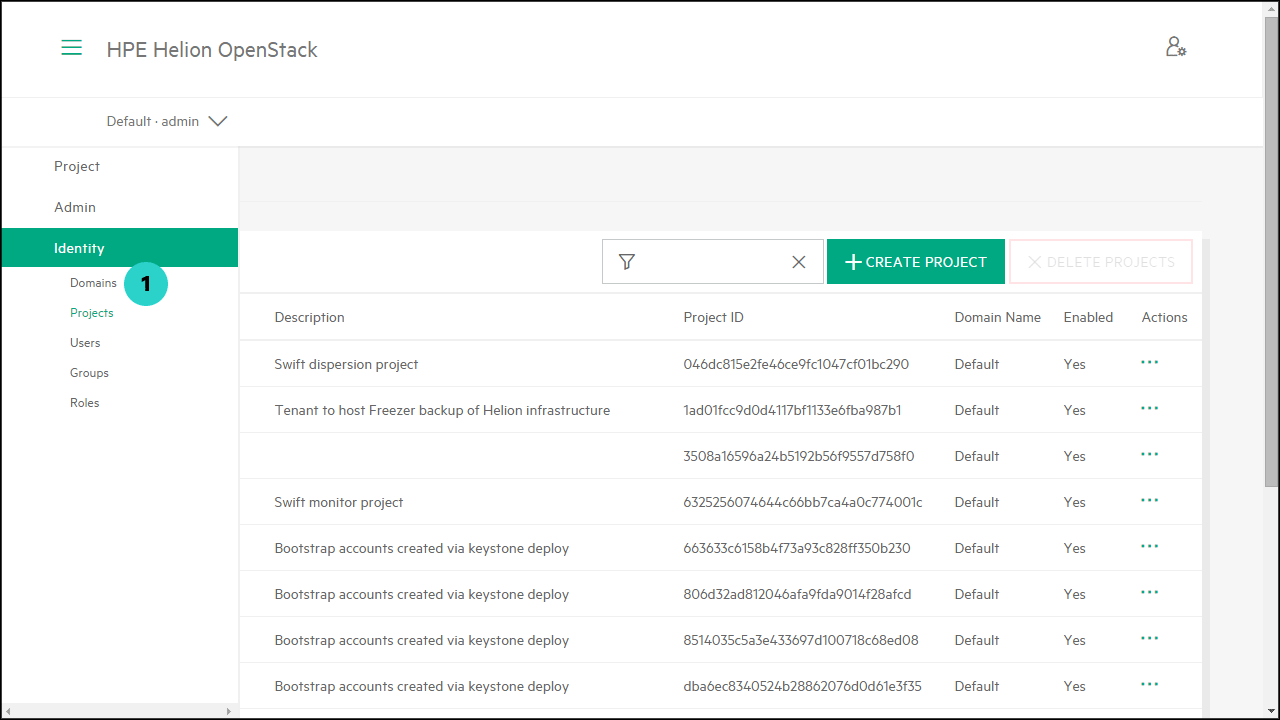 HPE Helion OpenStack
Default · admin
Project
Admin
Identity
Domains
1
Projects
Users
Groups
Roles
CREATE PROJECT
DELETE PROJECTS
Description Project ID Domain Name Enabled Actions
Swift dispersion project 046dc815e2fe46ce9fc1047cf01bc290 Default Yes
Tenant to host Freezer backup of Helion infrastructure 1ad01fcc9d0d4117bf1133e6fba987b1 Default Yes
3508a16596a24b5192b56f9557d758f0 Default Yes
Swift monitor project 6325256074644c66bb7ca4a0c774001c Default Yes
Bootstrap accounts created via keystone deploy 663633c6158b4f73a93c828ff350b230 Default Yes
Bootstrap accounts created via keystone deploy 806d32ad812046afa9fda9014f28afcd Default Yes
Bootstrap accounts created via keystone deploy 8514035c5a3e433697d100718c68ed08 Default Yes
Bootstrap accounts created via keystone deploy dba6ec8340524b28862076d0d61e3f35 Default Yes